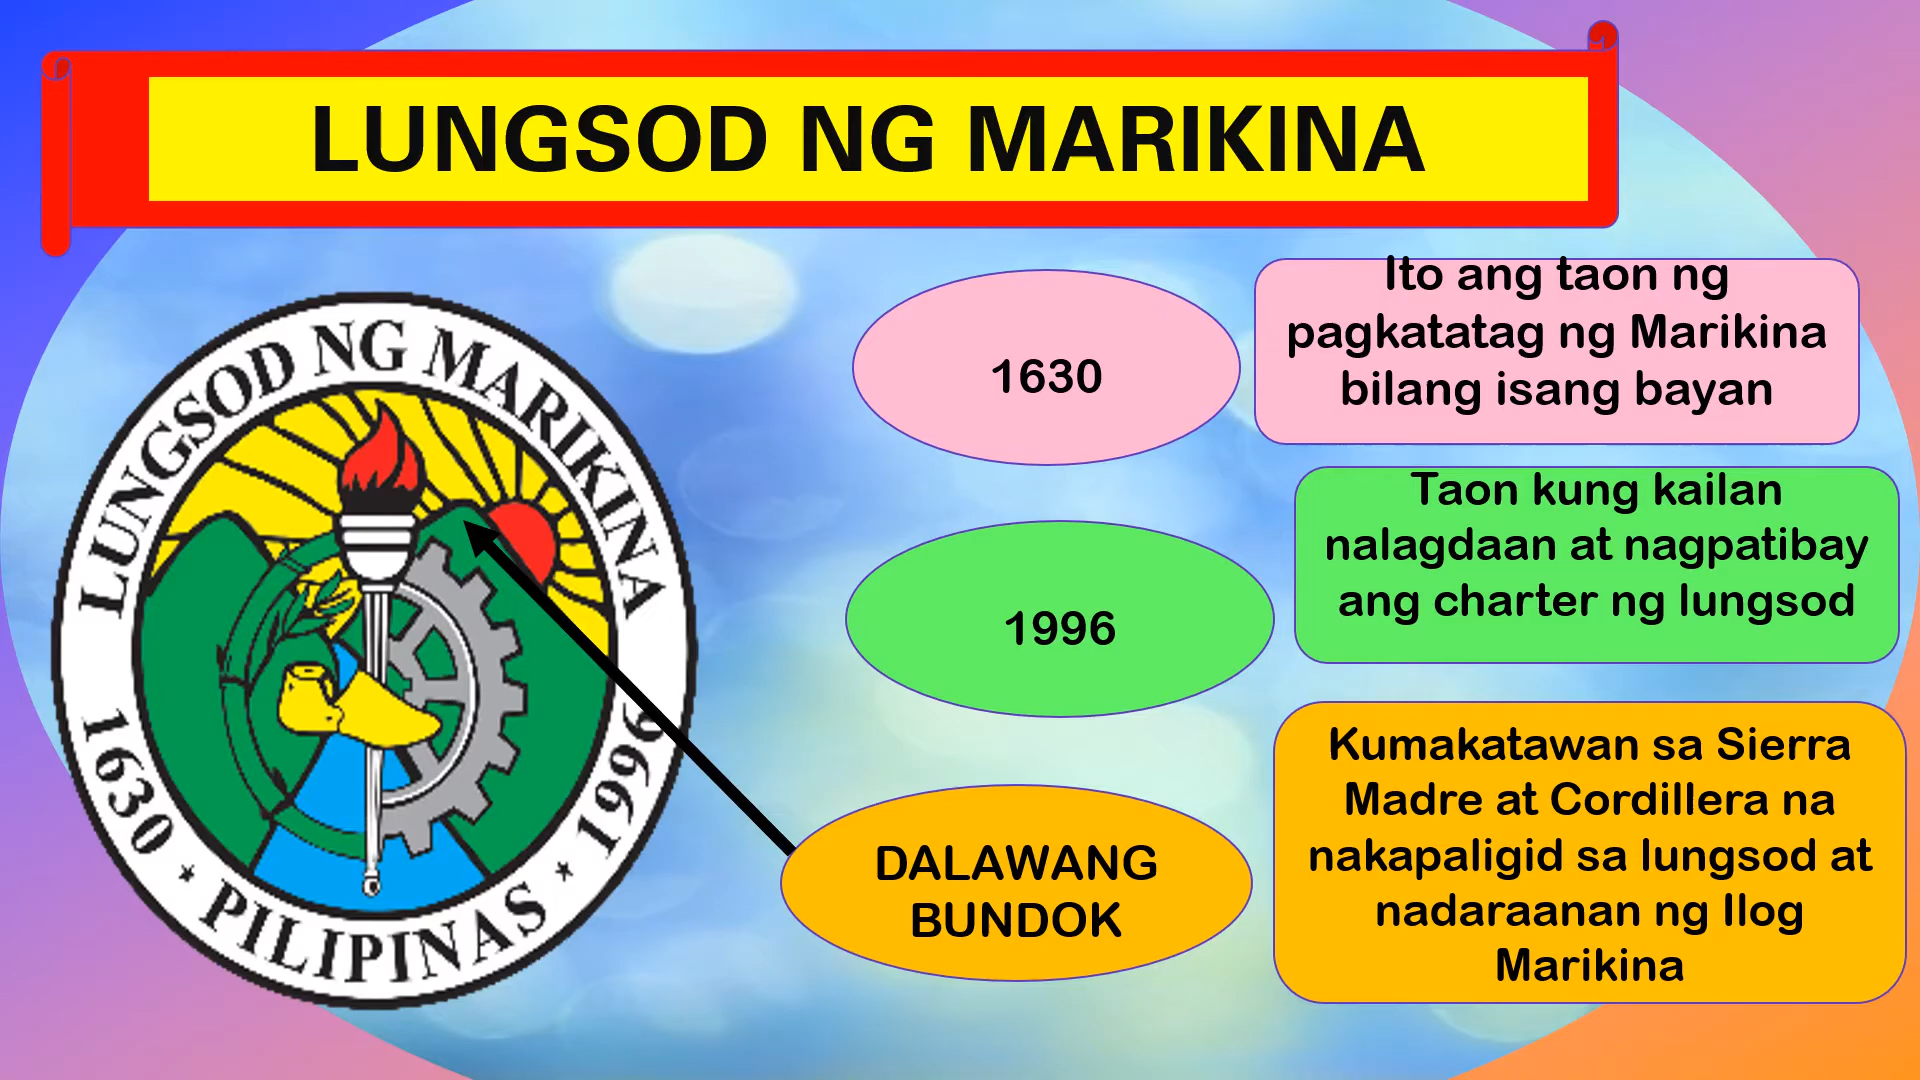 LUNGSOD NG MARIKINA
LUNGSOD NG MARIKINA
1630 ★ PILIPINAS ★ 1996
1630
Ito ang taon ng
pagkatatag ng Marikina
bilang isang bayan
1996
Taon kung kailan
nalagdaan at nagpatibay
ang charter ng lungsod
DALAWANG
BUNDOK
Kumakatawan sa Sierra
Madre at Cordillera na
nakapaligid sa lungsod at
nadaraanan ng Ilog
Marikina